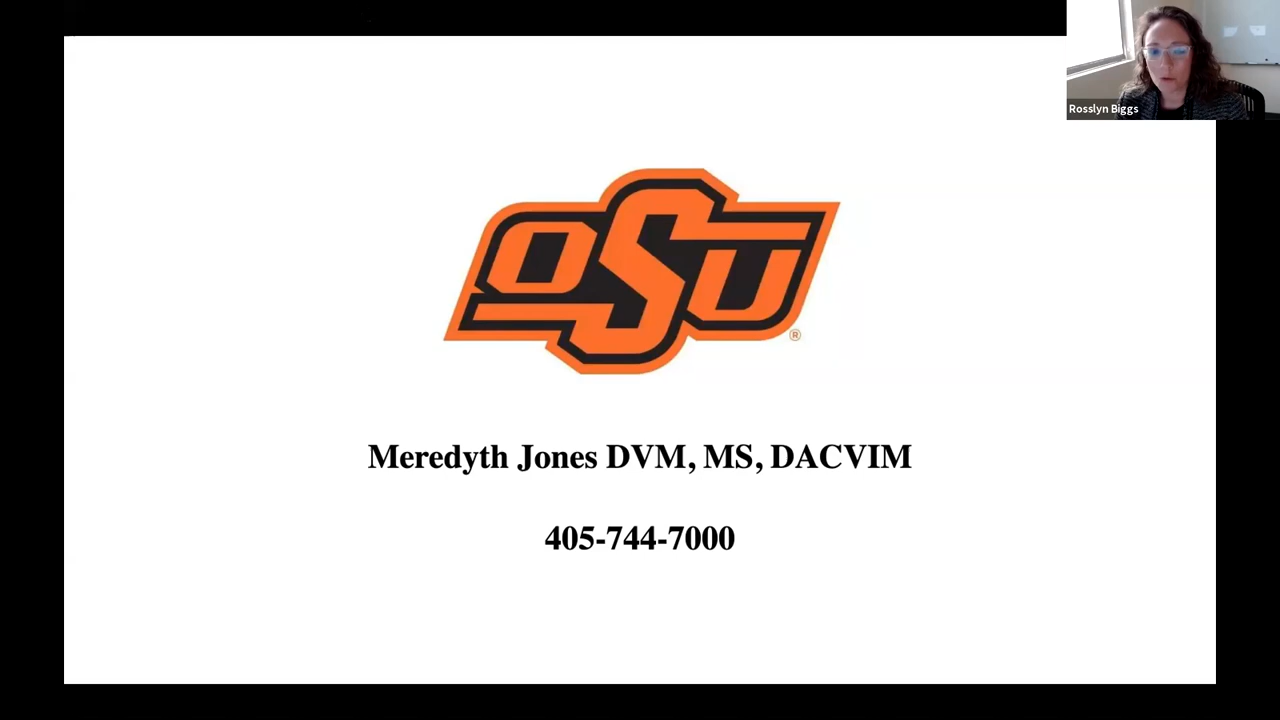 Rosslyn Biggs
OSU
®
Meredyth Jones DVM, MS, DACVIM
405-744-7000